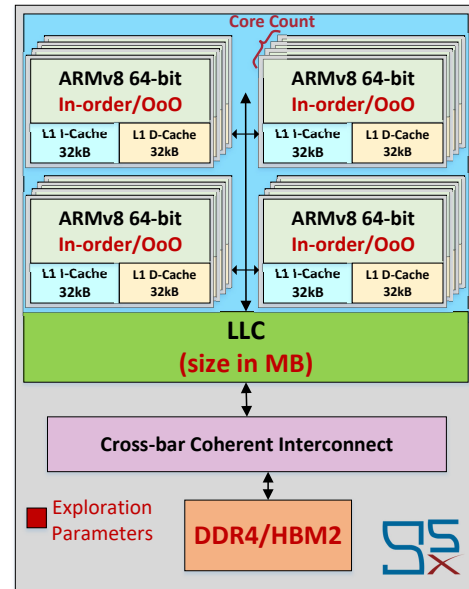 Core Count
ARMv8 64-bit
In-order/OoO
L1 I-Cache
32kB
L1 D-Cache
32kB
ARMv8 64-bit
In-order/OoO
L1 I-Cache
32kB
L1 D-Cache
32kB
ARMv8 64-bit
In-order/OoO
L1 I-Cache
32kB
L1 D-Cache
32kB
ARMv8 64-bit
In-order/OoO
L1 I-Cache
32kB
L1 D-Cache
32kB
LLC
(size in MB)
Cross-bar Coherent Interconnect
Exploration
Parameters
DDR4/HBM2
gS5x